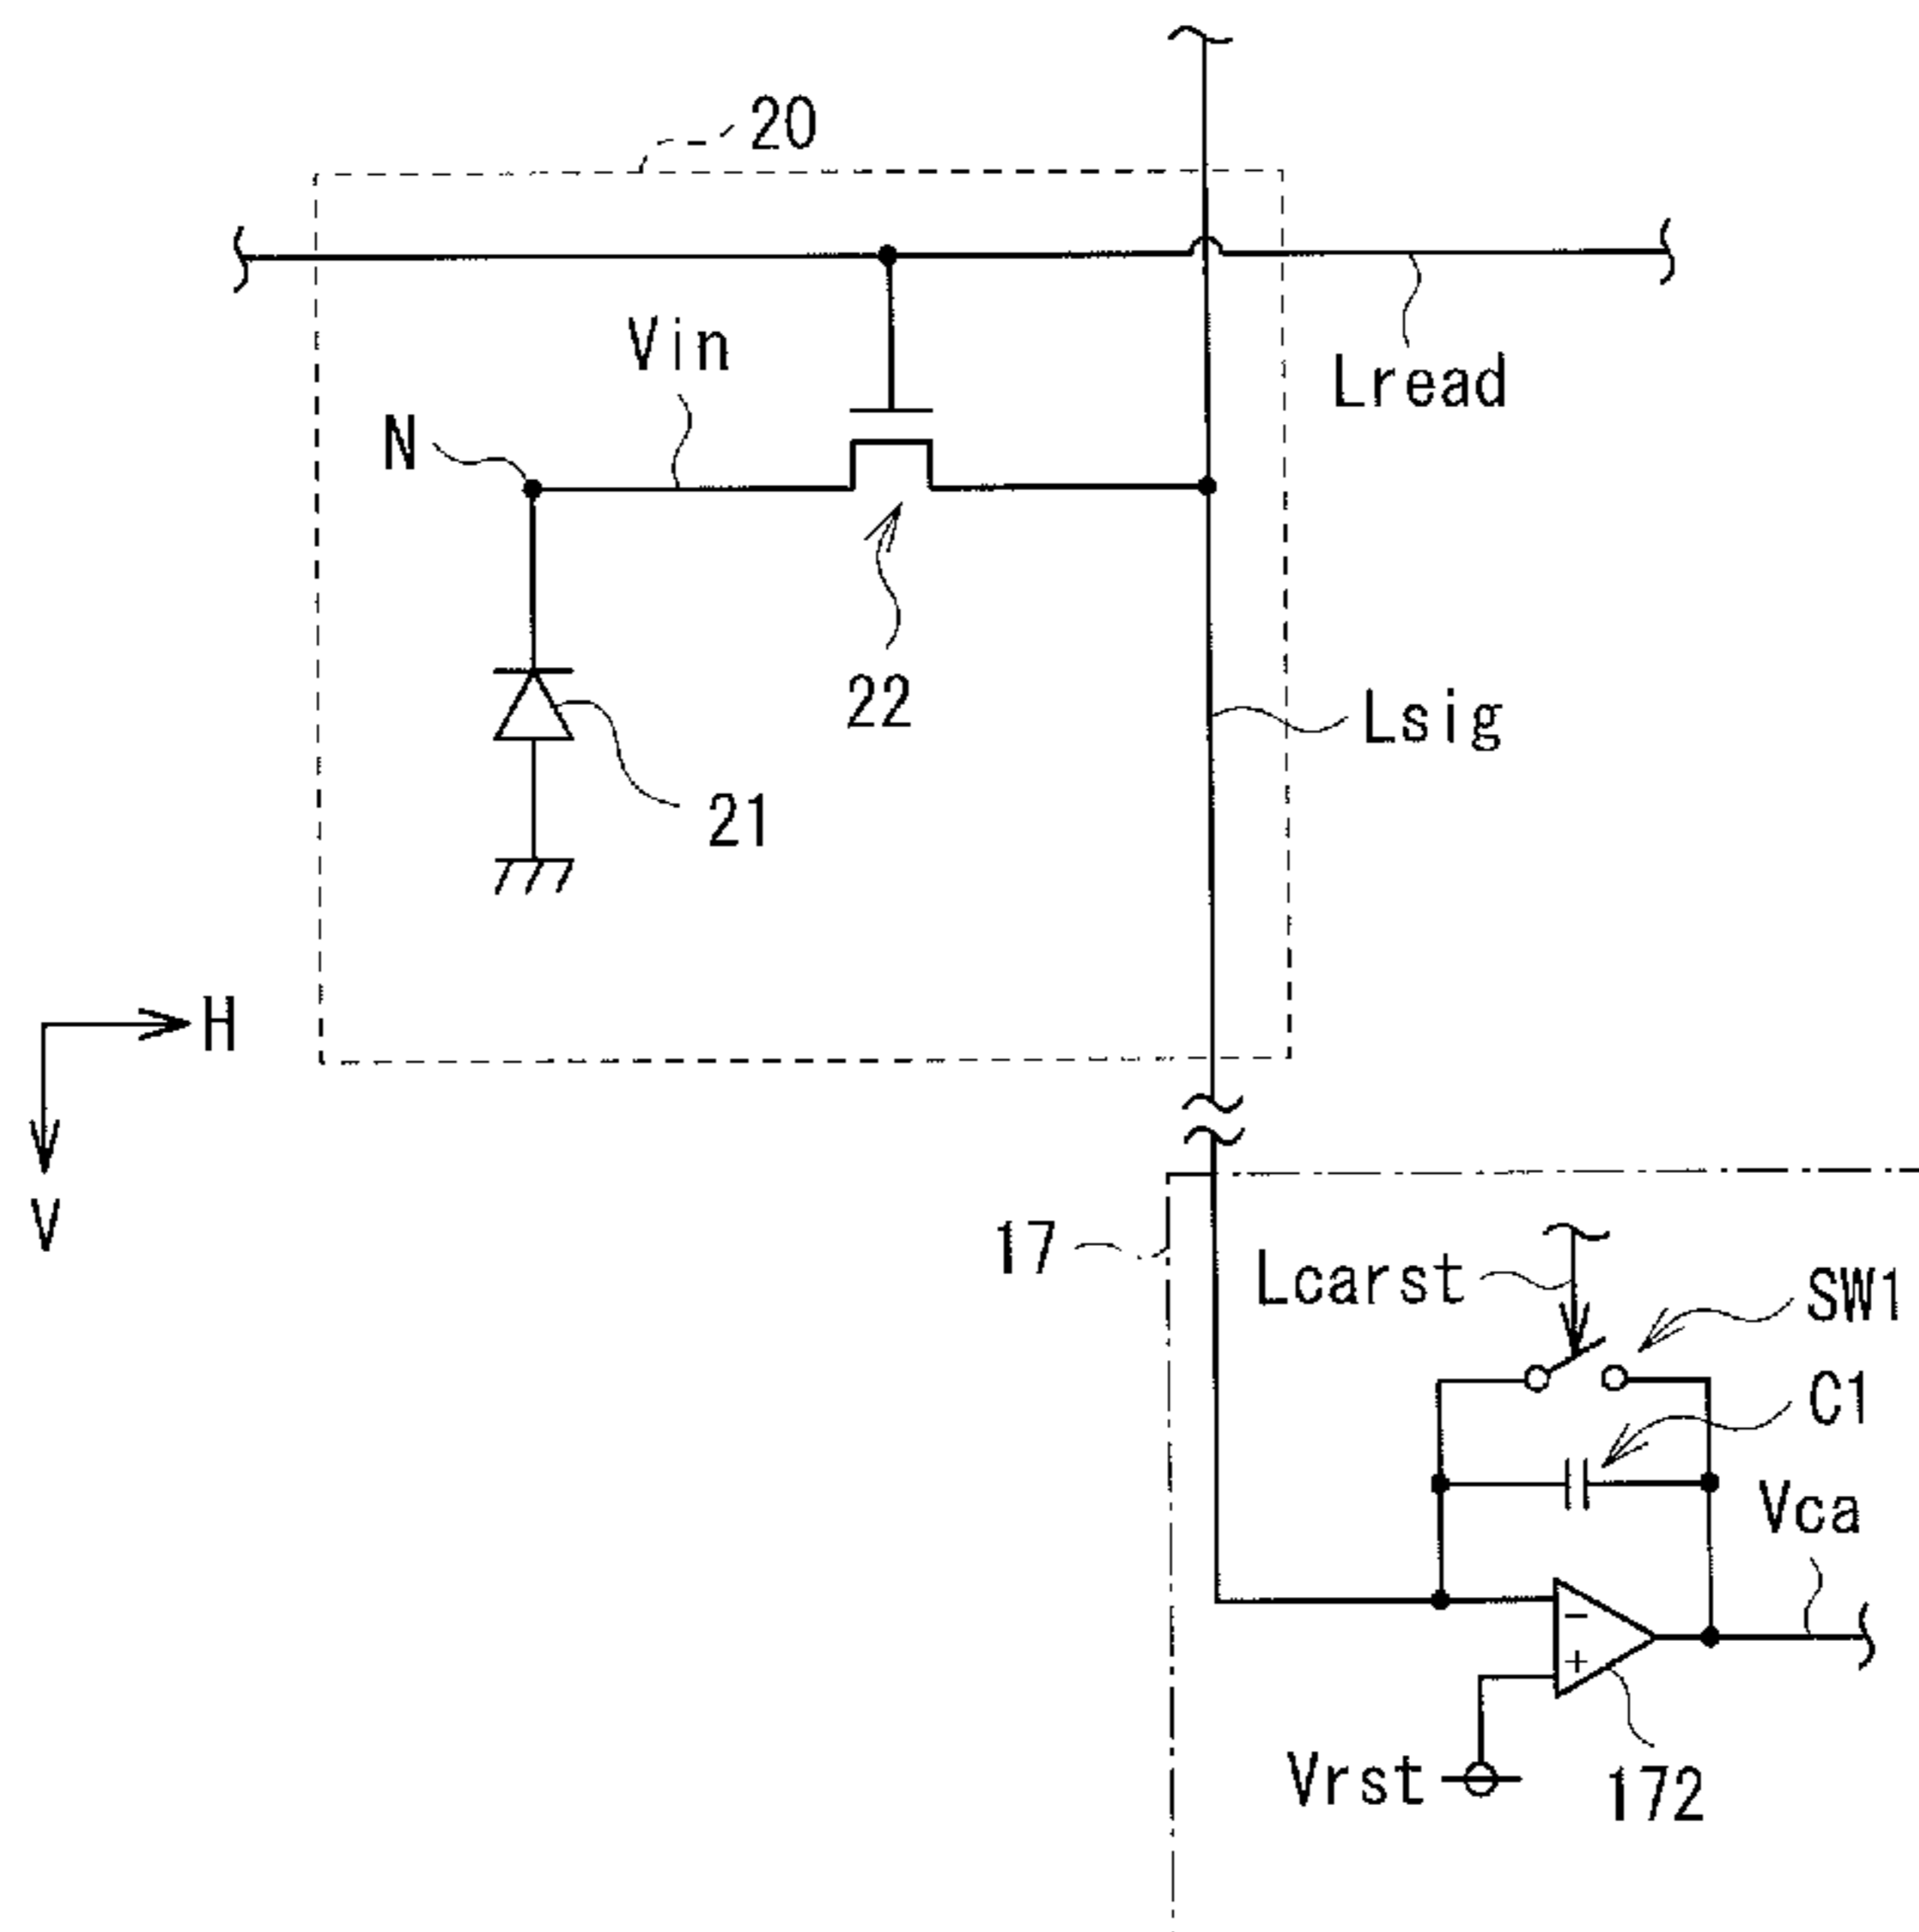 20
Vin
Lread
N
22
Lsig
21
H
V
17
Lcarst
SW1
C1
Vca
−
+
Vrst
172